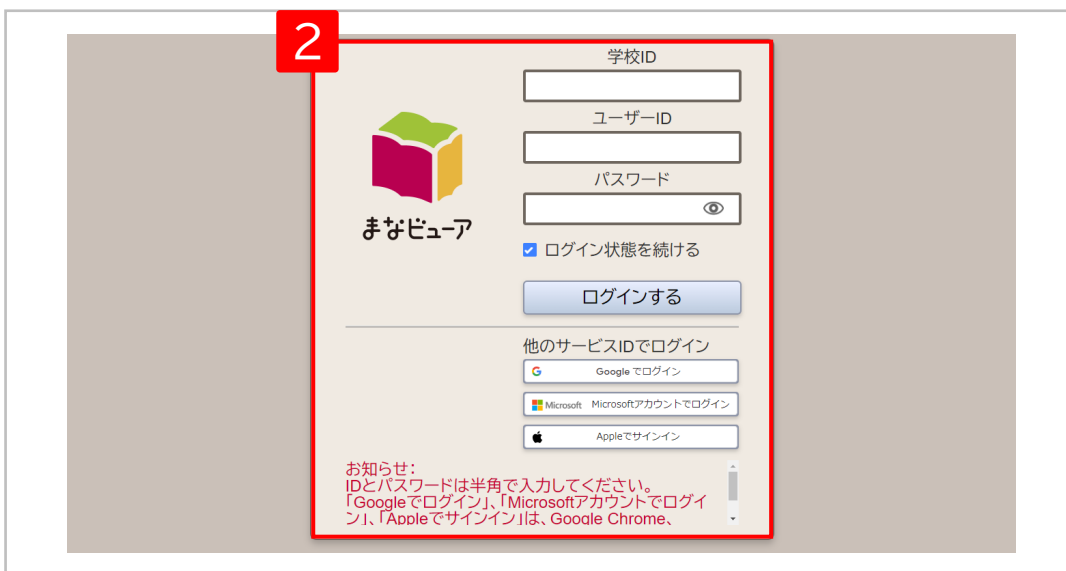 2
学校ID
ユーザーID
パスワード
まなビューア
ログイン状態を続ける
ログインする
他のサービスIDでログイン
Google でログイン
Microsoft Microsoftアカウントでログイン
Appleでサインイン
お知らせ：
IDとパスワードは半角で入力してください。
「Googleでログイン」、「Microsoftアカウントでログイ
ン」、「Appleでサインイン」は、Google Chrome、